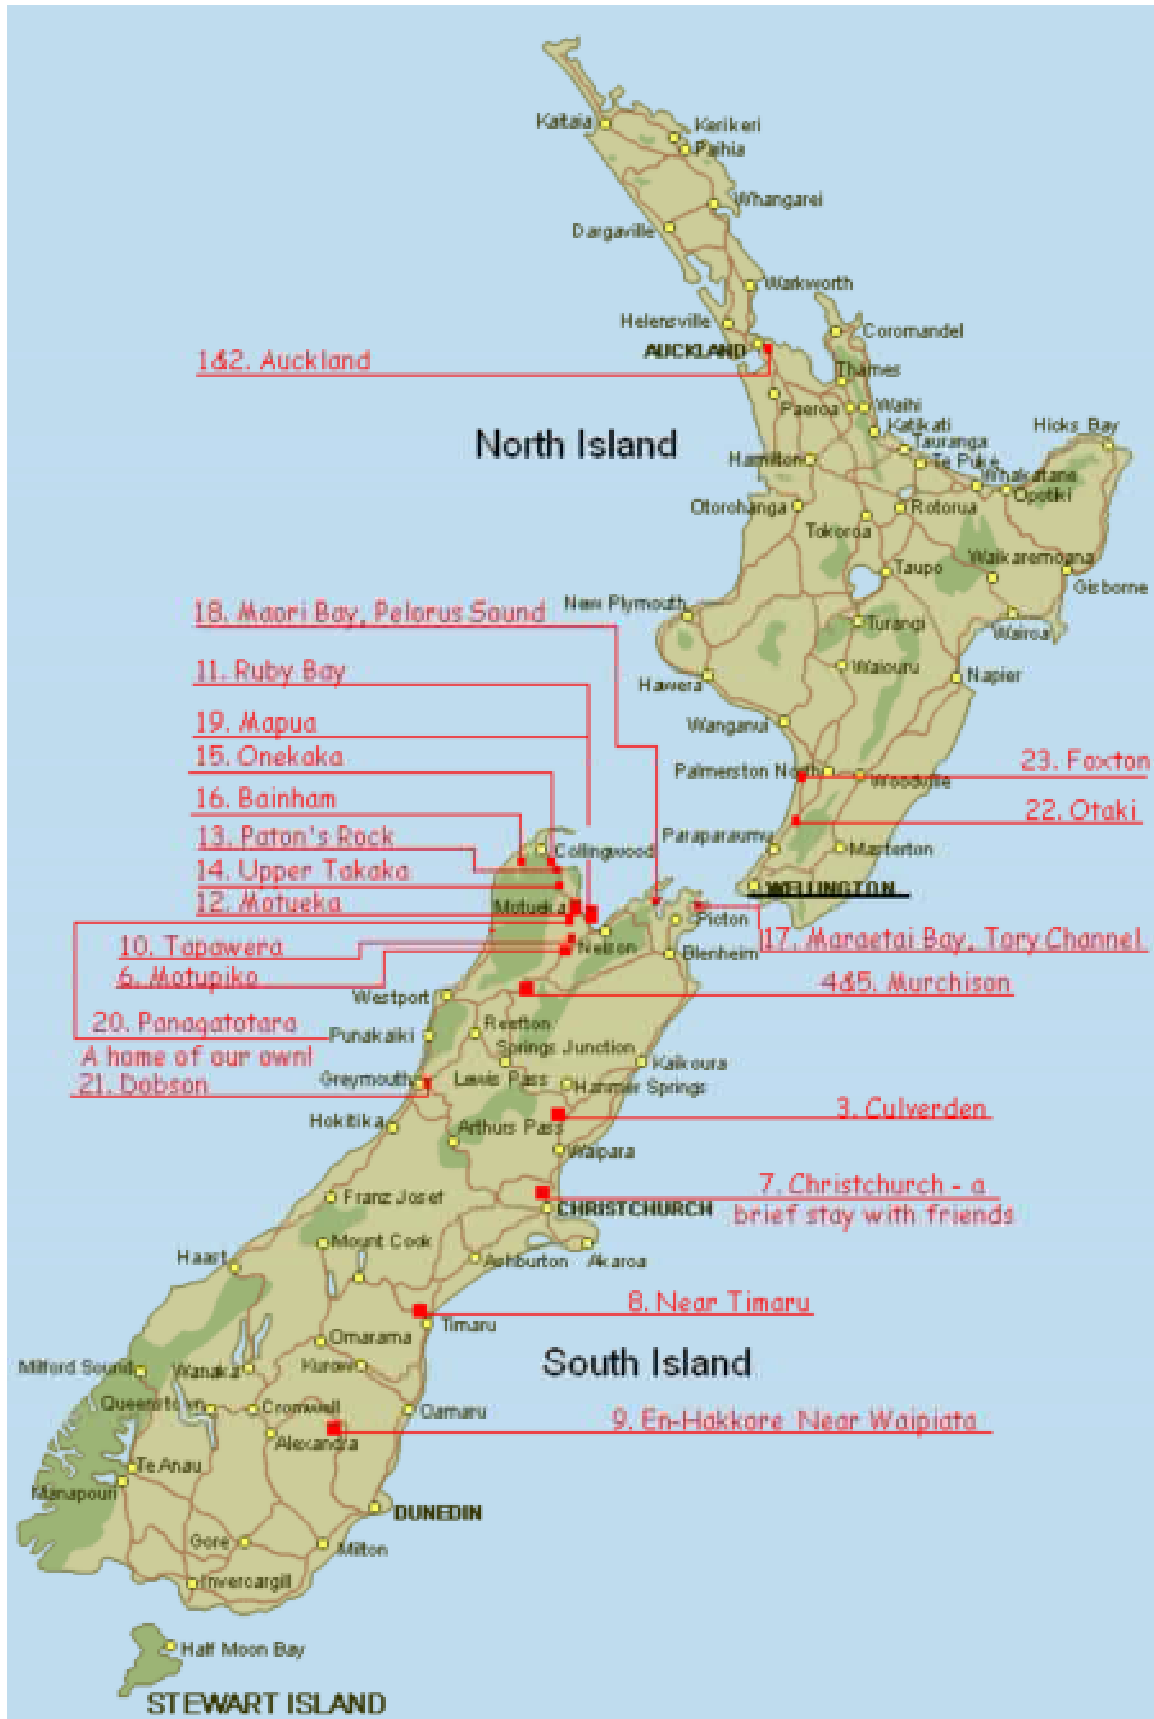 Kaitaia
Kerikeri
Paihia
Whangarei
Dargaville
Warkworth
Helensville
Coromandel
AUCKLAND
1&2. Auckland
Thames
Paeroa
Waihi
Katikati
Hicks Bay
North Island
Tauranga
Hamilton
Te Puke
Whakatane
Opotiki
Otorohanga
Rotorua
Tokoroa
Waikaremoana
Taupo
Gisborne
18. Maori Bay, Pelorus Sound
New Plymouth
Turangi
Wairoa
11. Ruby Bay
Waiouru
Hawera
Napier
19. Mapua
Wanganui
15. Onekaka
Palmerston North
23. Foxton
Woodville
16. Bainham
22. Otaki
13. Paton's Rock
Paraparaumu
Collingwood
Masterton
14. Upper Takaka
WELLINGTON
12. Motueka
Motueka
Picton
10. Tapawera
Nelson
17. Maraetai Bay, Tory Channel
Blenheim
6. Motupiko
4&5. Murchison
Westport
20. Panagatotara
Punakaiki
Reefton
Springs Junction
A home of our own!
Kaikoura
21. Dobson
Greymouth
Lewis Pass
Hanmer Springs
3. Culverden
Hokitika
Arthurs Pass
Waipara
7. Christchurch - a
brief stay with friends
Franz Josef
CHRISTCHURCH
Mount Cook
Haast
Ashburton
Akaroa
8. Near Timaru
Timaru
Omarama
South Island
Milford Sound
Wanaka
Kurow
Queenstown
Cromwell
Oamaru
9. En-Hakkore Near Waipiata
Alexandra
Te Anau
Manapouri
DUNEDIN
Gore
Milton
Invercargill
Half Moon Bay
STEWART ISLAND